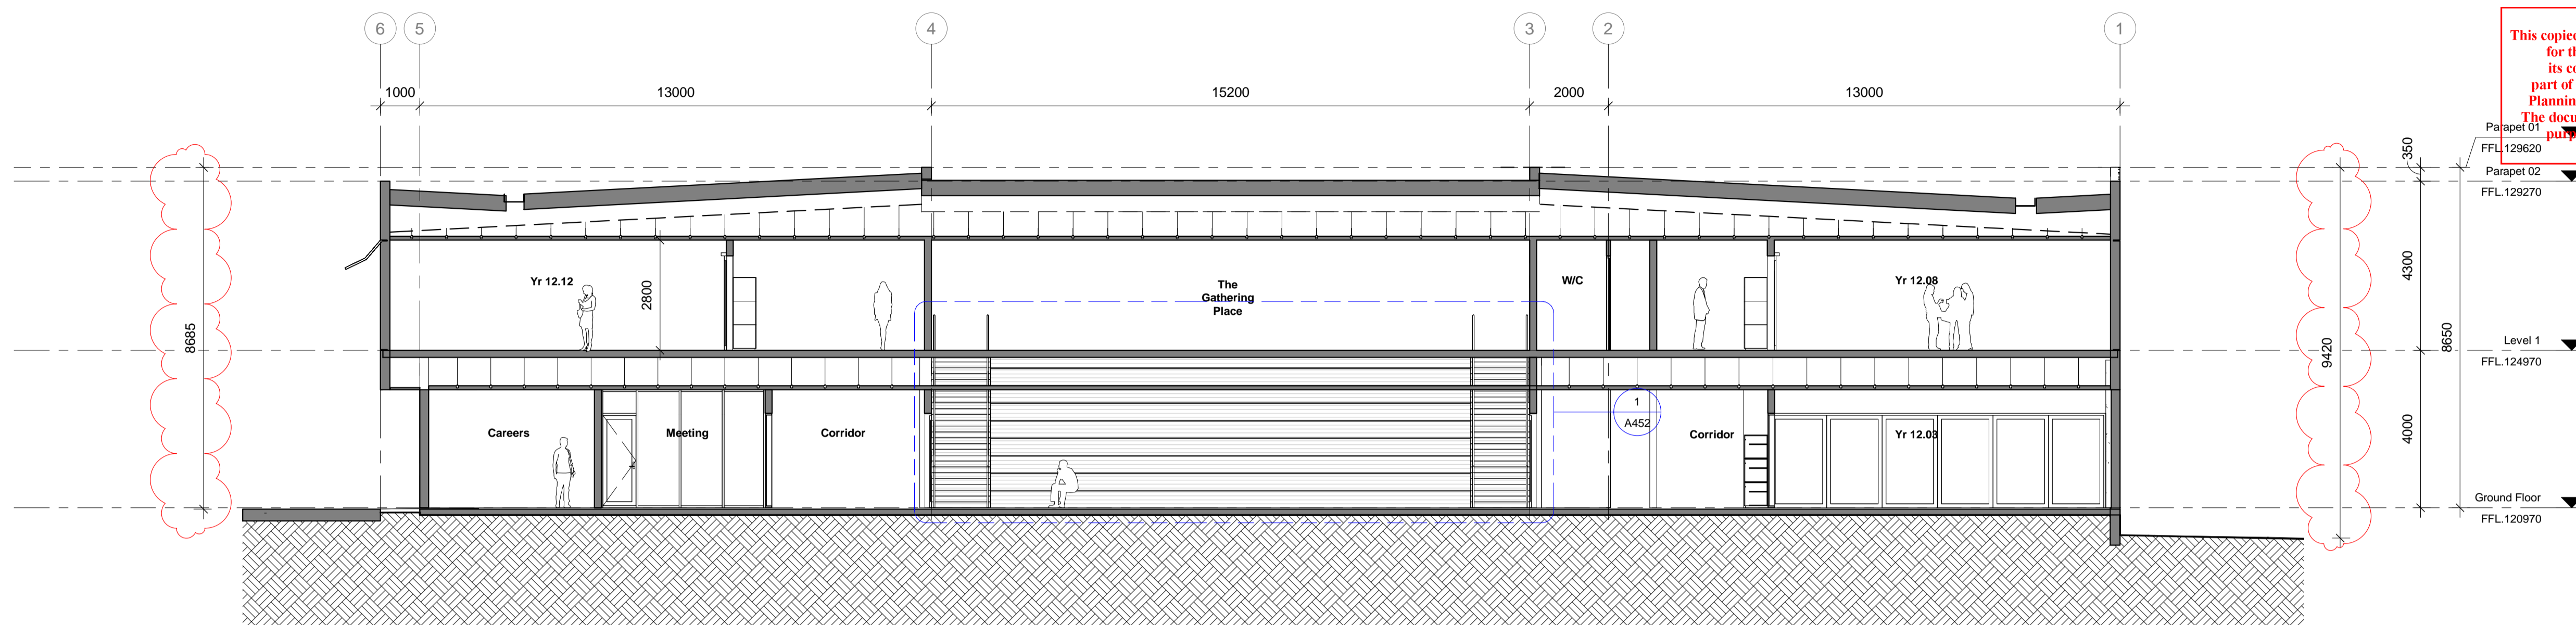 6
5
4
3
2
1
1000
13000
15200
2000
13000
This copied
for th
its co
part of
Plannin
The docu
purp
Parapet 01
FFL.129620
350
Parapet 02
FFL.129270
Yr 12.12
2800
The
Gathering
Place
W/C
Yr 12.08
4300
8685
9420
8650
Level 1
FFL.124970
Careers
Meeting
Corridor
1
A452
Corridor
Yr 12.03
4000
Ground Floor
FFL.120970